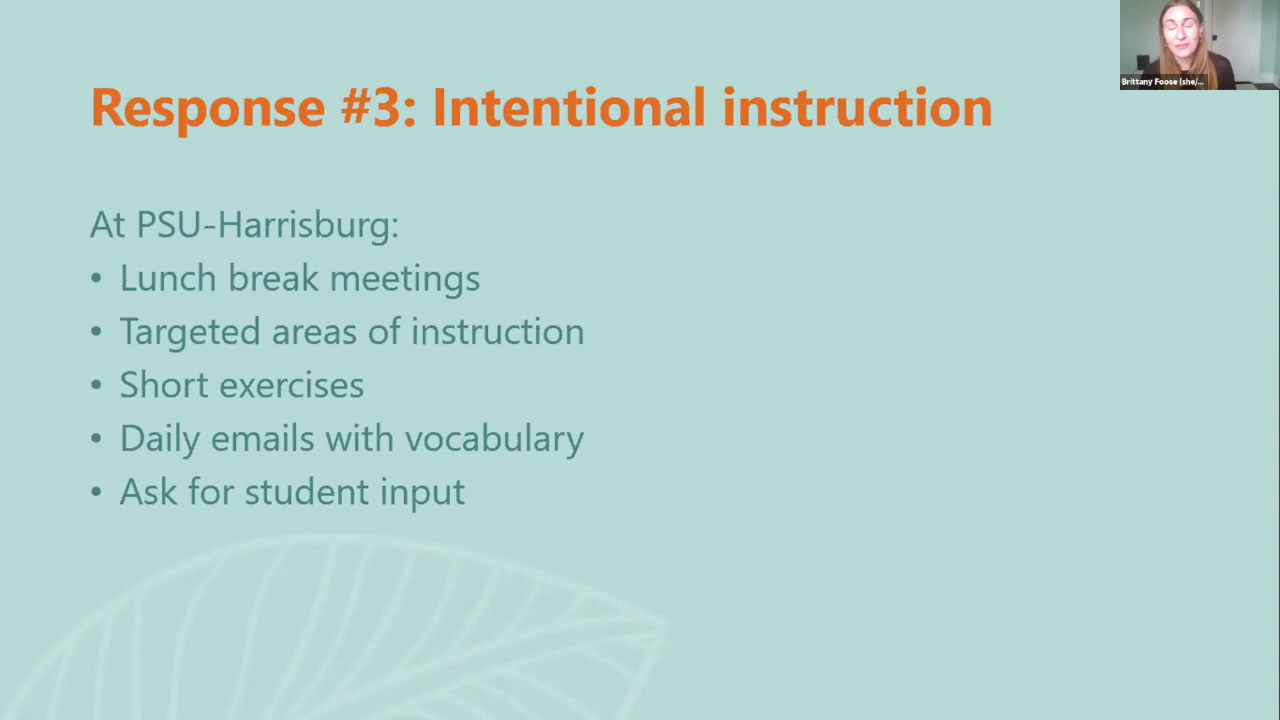 Response #3: Intentional instruction
At PSU-Harrisburg:
• Lunch break meetings
• Targeted areas of instruction
• Short exercises
• Daily emails with vocabulary
• Ask for student input
Brittany Foose (she/...